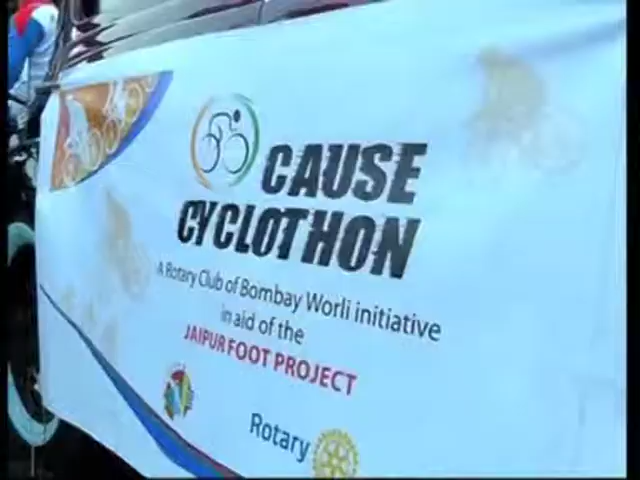 CAUSE
CYCLOTHON
A Rotary Club of Bombay Worli initiative
in aid of the
JAIPUR FOOT PROJECT
Rotary